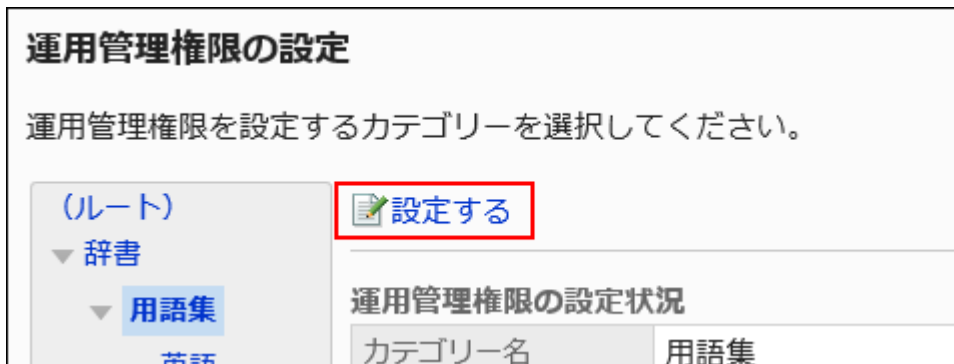 運用管理権限の設定
運用管理権限を設定するカテゴリーを選択してください。
（ルート）
辞書
用語集
英語
設定する
運用管理権限の設定状況
カテゴリー名 用語集